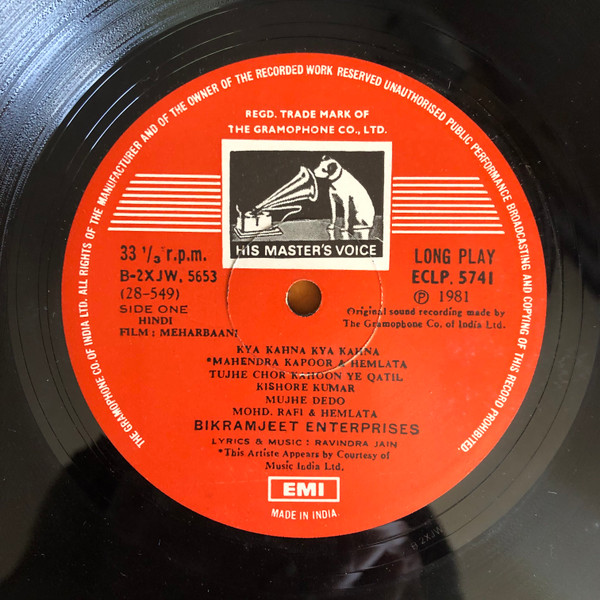 THE GRAMOPHONE CO. OF INDIA LTD. ALL RIGHTS OF THE MANUFACTURER AND OF THE OWNER OF THE RECORDED WORK RESERVED UNAUTHORISED PUBLIC PERFORMANCE BROADCASTING AND COPYING OF THIS RECORD PROHIBITED.
REGD. TRADE MARK OF
THE GRAMOPHONE CO., LTD.
HIS MASTER'S VOICE
33 1/3 r.p.m.
B-2XJW, 5653
(28-549)
SIDE ONE
HINDI
FILM : MEHARBAANI
LONG PLAY
ECLP. 5741
Ⓟ 1981
Original sound recording made by
The Gramophone Co. of India Ltd.
KYA KAHNA KYA KAHNA
*MAHENDRA KAPOOR & HEMLATA
TUJHE CHOR KAHOON YE QATIL
KISHORE KUMAR
MUJHE DEDO
MOHD. RAFI & HEMLATA
BIKRAMJEET ENTERPRISES
LYRICS & MUSIC : RAVINDRA JAIN
*This Artiste Appears by Courtesy of
Music India Ltd.
EMI
MADE IN INDIA.